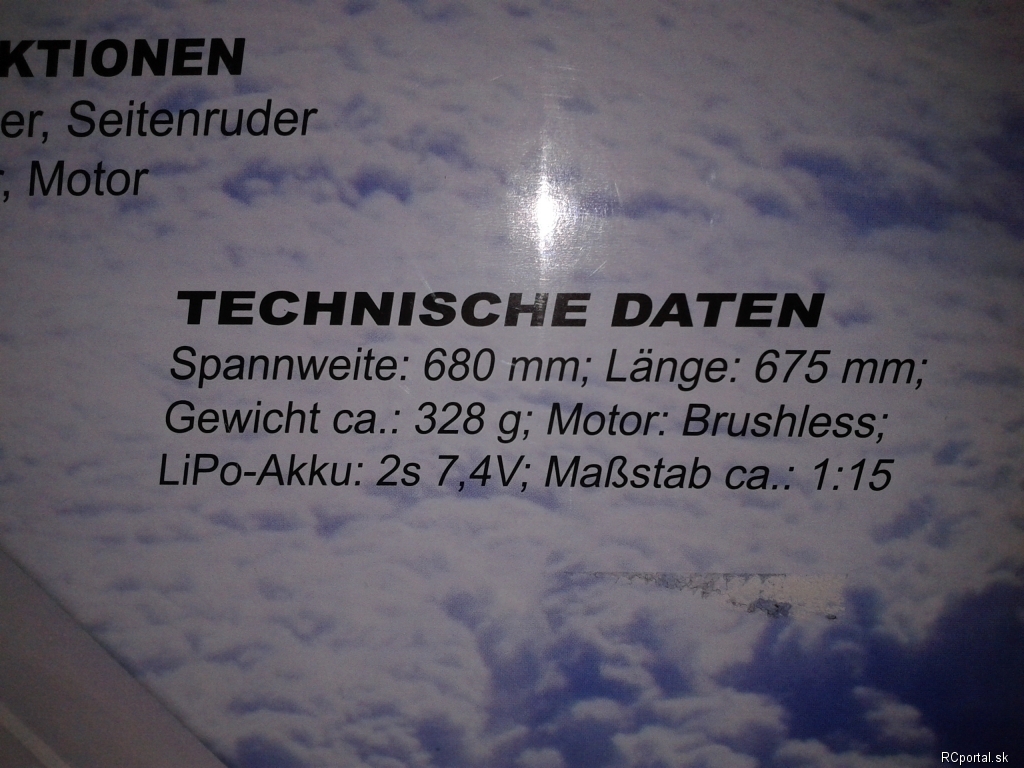 KTIONEN
er, Seitenruder
, Motor
TECHNISCHE DATEN
Spannweite: 680 mm; Länge: 675 mm;
Gewicht ca.: 328 g; Motor: Brushless;
LiPo-Akku: 2s 7,4V; Maßstab ca.: 1:15
RCportal.sk